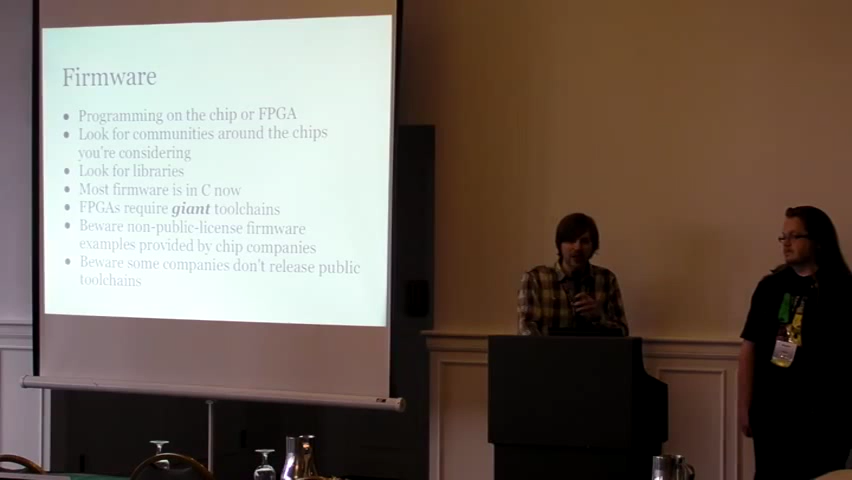 Firmware
● Programming on the chip or FPGA
● Look for communities around the chips
you're considering
● Look for libraries
● Most firmware is in C now
● FPGAs require giant toolchains
● Beware non-public-license firmware
examples provided by chip companies
● Beware some companies don't release public
toolchains